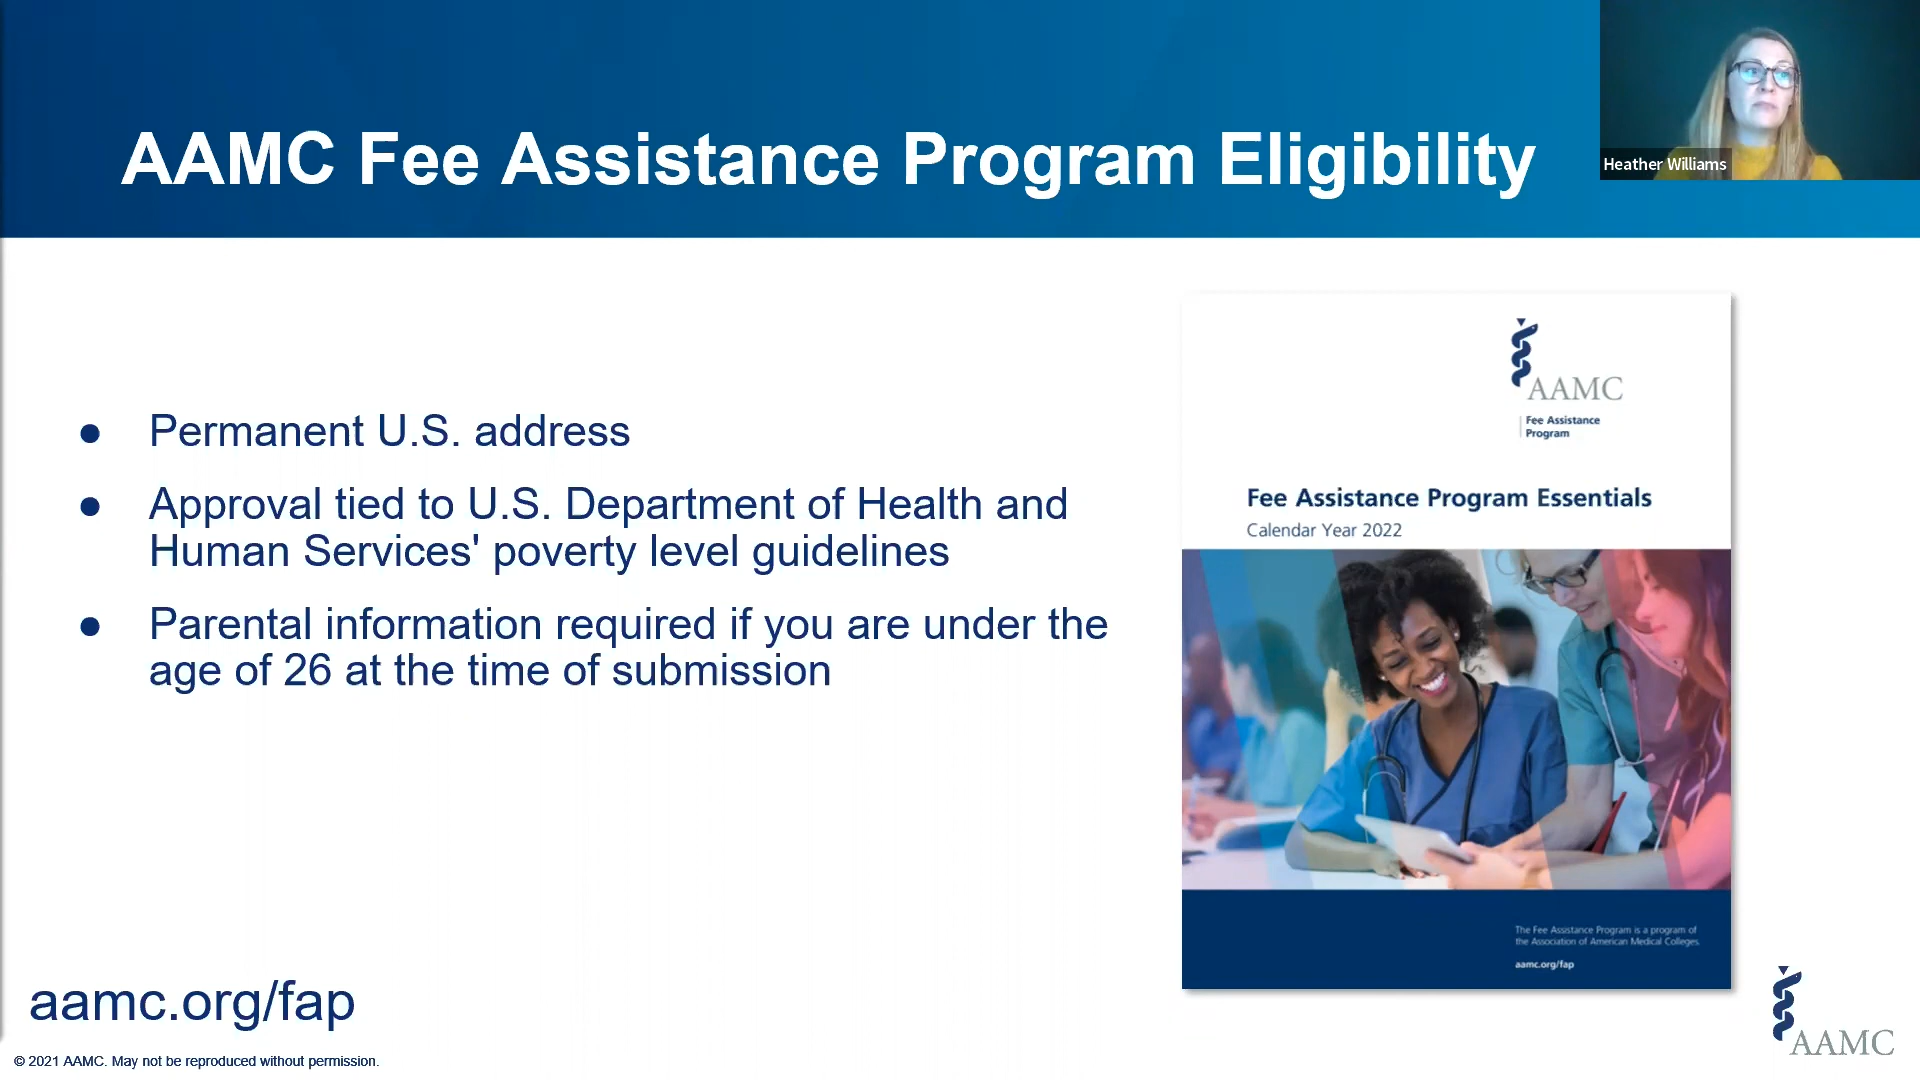 AAMC Fee Assistance Program Eligibility
Heather Williams
● Permanent U.S. address
● Approval tied to U.S. Department of Health and
Human Services' poverty level guidelines
● Parental information required if you are under the
age of 26 at the time of submission
AAMC
Fee Assistance
Program
Fee Assistance Program Essentials
Calendar Year 2022
The Fee Assistance Program is a program of
the Association of American Medical Colleges.
aamc.org/fap
aamc.org/fap
© 2021 AAMC. May not be reproduced without permission.
AAMC